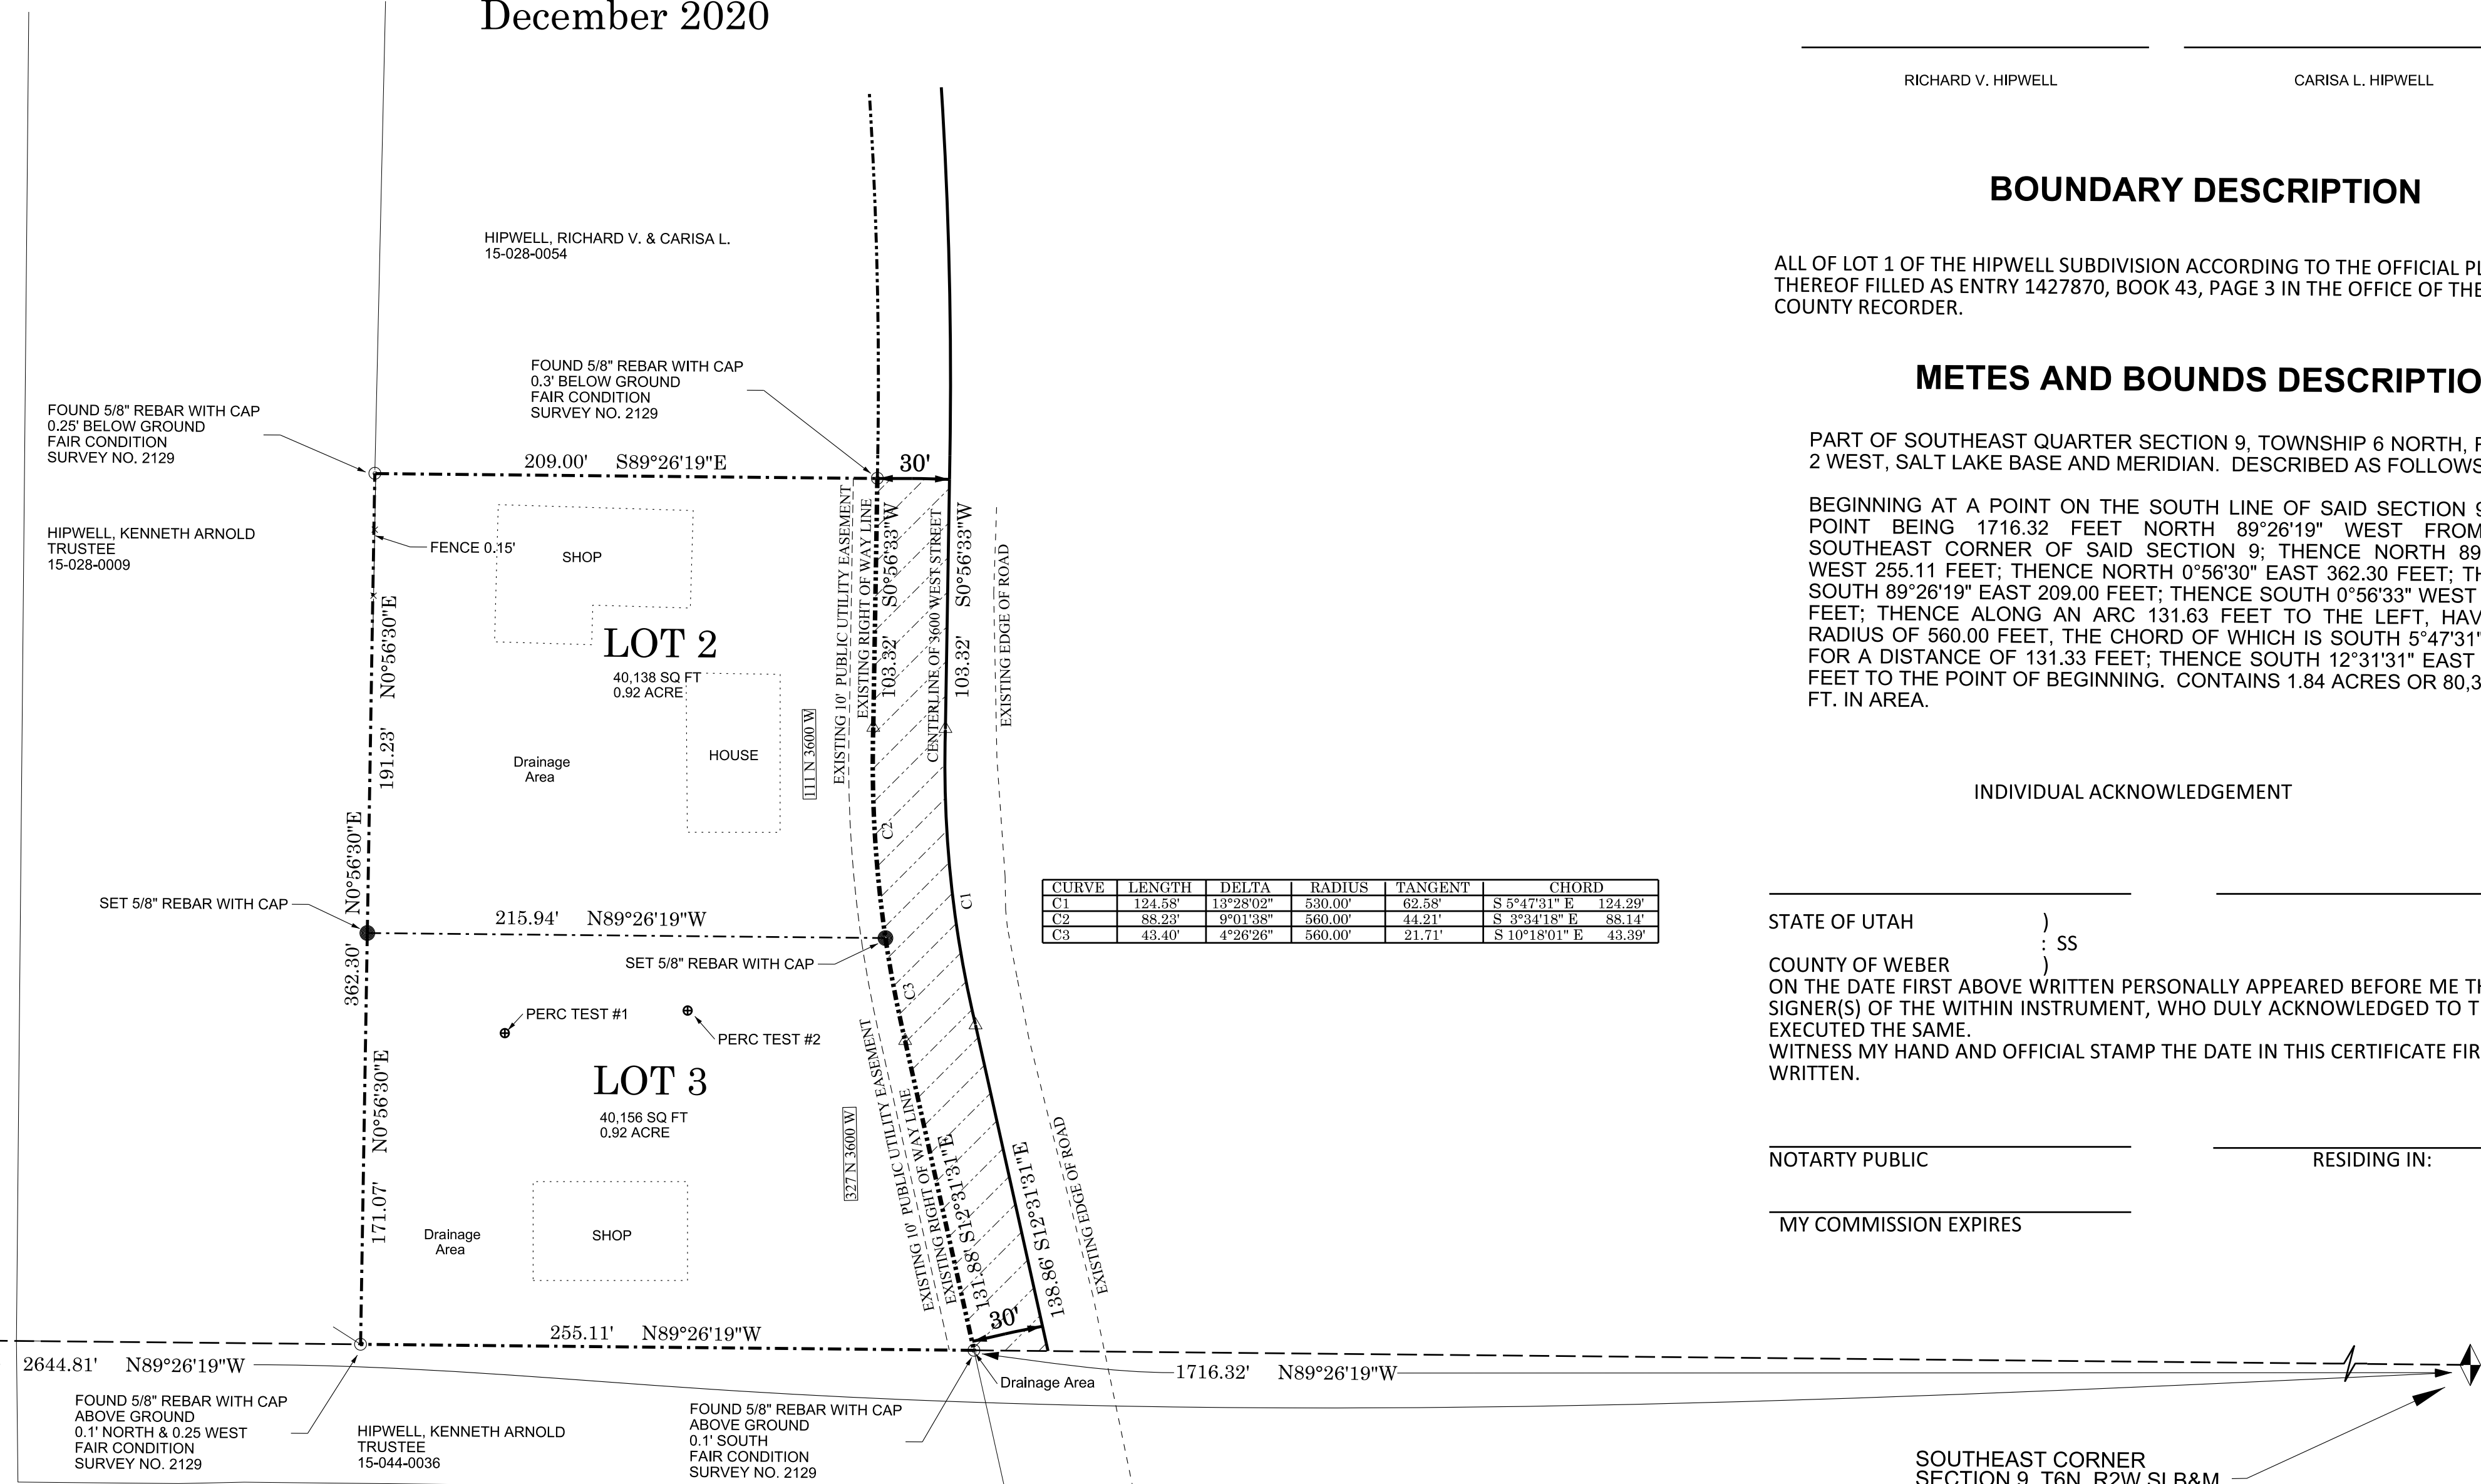 December 2020
RICHARD V. HIPWELL
CARISA L. HIPWELL
HIPWELL, RICHARD V. & CARISA L.
15-028-0054
FOUND 5/8" REBAR WITH CAP
0.3' BELOW GROUND
FAIR CONDITION
SURVEY NO. 2129
FOUND 5/8" REBAR WITH CAP
0.25' BELOW GROUND
FAIR CONDITION
SURVEY NO. 2129
209.00' S89°26'19"E
30'
HIPWELL, KENNETH ARNOLD
TRUSTEE
15-028-0009
FENCE 0.15'
SHOP
LOT 2
40,138 SQ FT
0.92 ACRE
HOUSE
Drainage
Area
111 N 3600 W
191.23' N0°56'30"E
362.30' N0°56'30"E
EXISTING 10' PUBLIC UTILITY EASEMENT
EXISTING RIGHT OF WAY LINE
103.32' S0°56'33"W
CENTERLINE OF 3600 WEST STREET
103.32' S0°56'33"W
EXISTING EDGE OF ROAD
C2
C1
SET 5/8" REBAR WITH CAP
215.94' N89°26'19"W
SET 5/8" REBAR WITH CAP
C3
PERC TEST #1
PERC TEST #2
LOT 3
40,156 SQ FT
0.92 ACRE
171.07' N0°56'30"E
327 N 3600 W
Drainage
Area
SHOP
EXISTING 10' PUBLIC UTILITY EASEMENT
EXISTING RIGHT OF WAY LINE
131.88' S12°31'31"E
138.86' S12°31'31"E
EXISTING EDGE OF ROAD
30'
255.11' N89°26'19"W
2644.81' N89°26'19"W
1716.32' N89°26'19"W
Drainage Area
FOUND 5/8" REBAR WITH CAP
ABOVE GROUND
0.1' NORTH & 0.25 WEST
FAIR CONDITION
SURVEY NO. 2129
HIPWELL, KENNETH ARNOLD
TRUSTEE
15-044-0036
FOUND 5/8" REBAR WITH CAP
ABOVE GROUND
0.1' SOUTH
FAIR CONDITION
SURVEY NO. 2129
CURVE LENGTH DELTA RADIUS TANGENT CHORD
C1 124.58' 13°28'02" 530.00' 62.58' S 5°47'31" E 124.29'
C2 88.23' 9°01'38" 560.00' 44.21' S 3°34'18" E 88.14'
C3 43.40' 4°26'26" 560.00' 21.71' S 10°18'01" E 43.39'
BOUNDARY DESCRIPTION
ALL OF LOT 1 OF THE HIPWELL SUBDIVISION ACCORDING TO THE OFFICIAL PL
THEREOF FILLED AS ENTRY 1427870, BOOK 43, PAGE 3 IN THE OFFICE OF THE
COUNTY RECORDER.
METES AND BOUNDS DESCRIPTIO
PART OF SOUTHEAST QUARTER SECTION 9, TOWNSHIP 6 NORTH,
2 WEST, SALT LAKE BASE AND MERIDIAN. DESCRIBED AS FOLLOWS
BEGINNING AT A POINT ON THE SOUTH LINE OF SAID SECTION 9
POINT BEING 1716.32 FEET NORTH 89°26'19" WEST FROM
SOUTHEAST CORNER OF SAID SECTION 9; THENCE NORTH 89
WEST 255.11 FEET; THENCE NORTH 0°56'30" EAST 362.30 FEET; TH
SOUTH 89°26'19" EAST 209.00 FEET; THENCE SOUTH 0°56'33" WEST
FEET; THENCE ALONG AN ARC 131.63 FEET TO THE LEFT, HAV
RADIUS OF 560.00 FEET, THE CHORD OF WHICH IS SOUTH 5°47'31"
FOR A DISTANCE OF 131.33 FEET; THENCE SOUTH 12°31'31" EAST
FEET TO THE POINT OF BEGINNING. CONTAINS 1.84 ACRES OR 80,3
FT. IN AREA.
INDIVIDUAL ACKNOWLEDGEMENT
STATE OF UTAH )
: SS
COUNTY OF WEBER )
ON THE DATE FIRST ABOVE WRITTEN PERSONALLY APPEARED BEFORE ME TH
SIGNER(S) OF THE WITHIN INSTRUMENT, WHO DULY ACKNOWLEDGED TO T
EXECUTED THE SAME.
WITNESS MY HAND AND OFFICIAL STAMP THE DATE IN THIS CERTIFICATE FIR
WRITTEN.
NOTARTY PUBLIC
RESIDING IN:
MY COMMISSION EXPIRES
SOUTHEAST CORNER
SECTION 9, T6N, R2W SLB&M